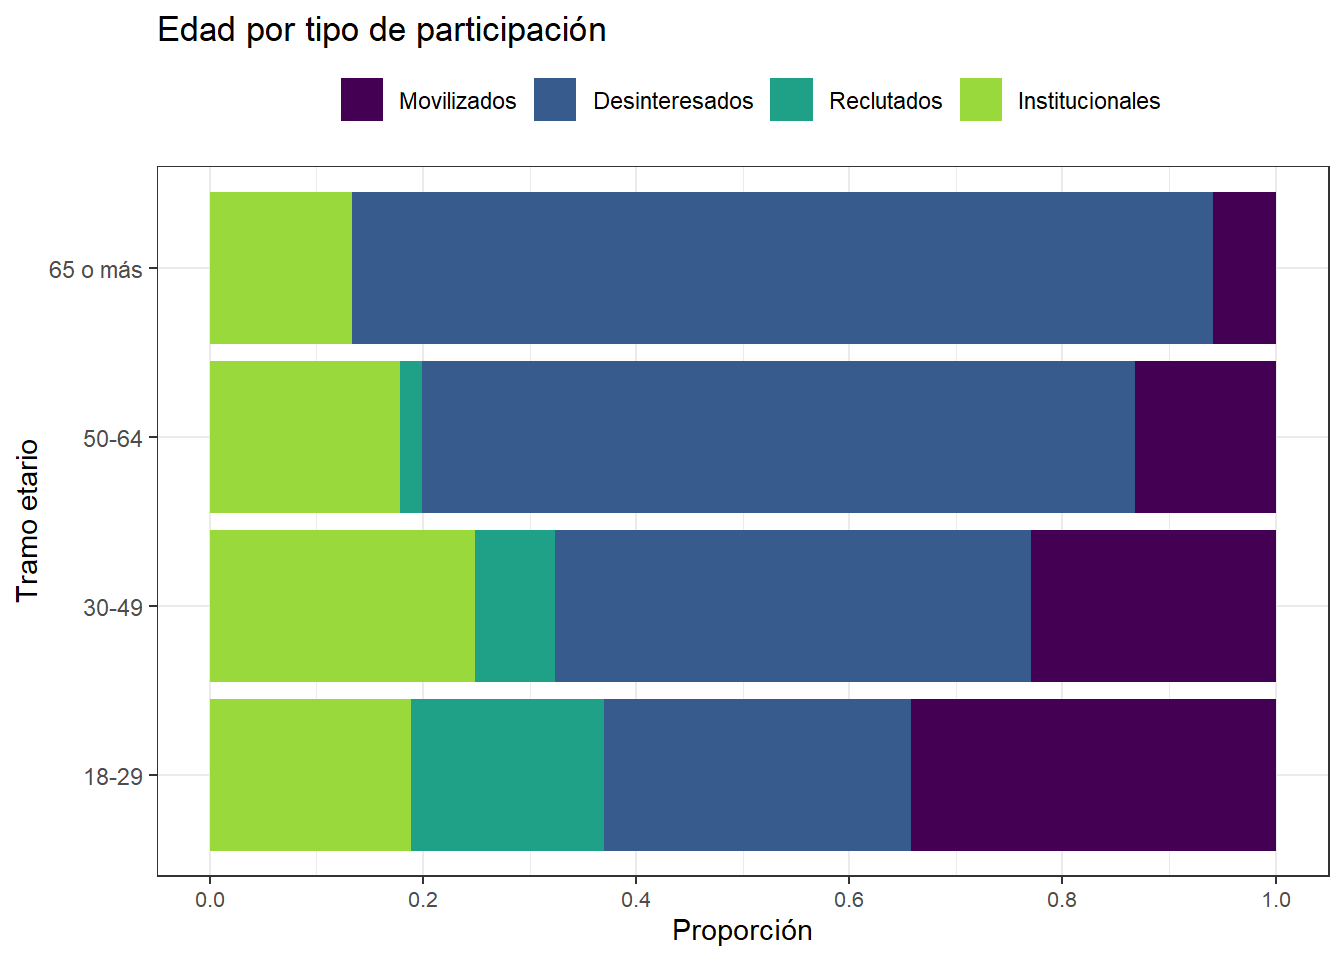 Edad por tipo de participación
Movilizados Desinteresados Reclutados Institucionales
65 o más
50-64
30-49
18-29
Tramo etario
0.0 0.2 0.4 0.6 0.8 1.0
Proporción